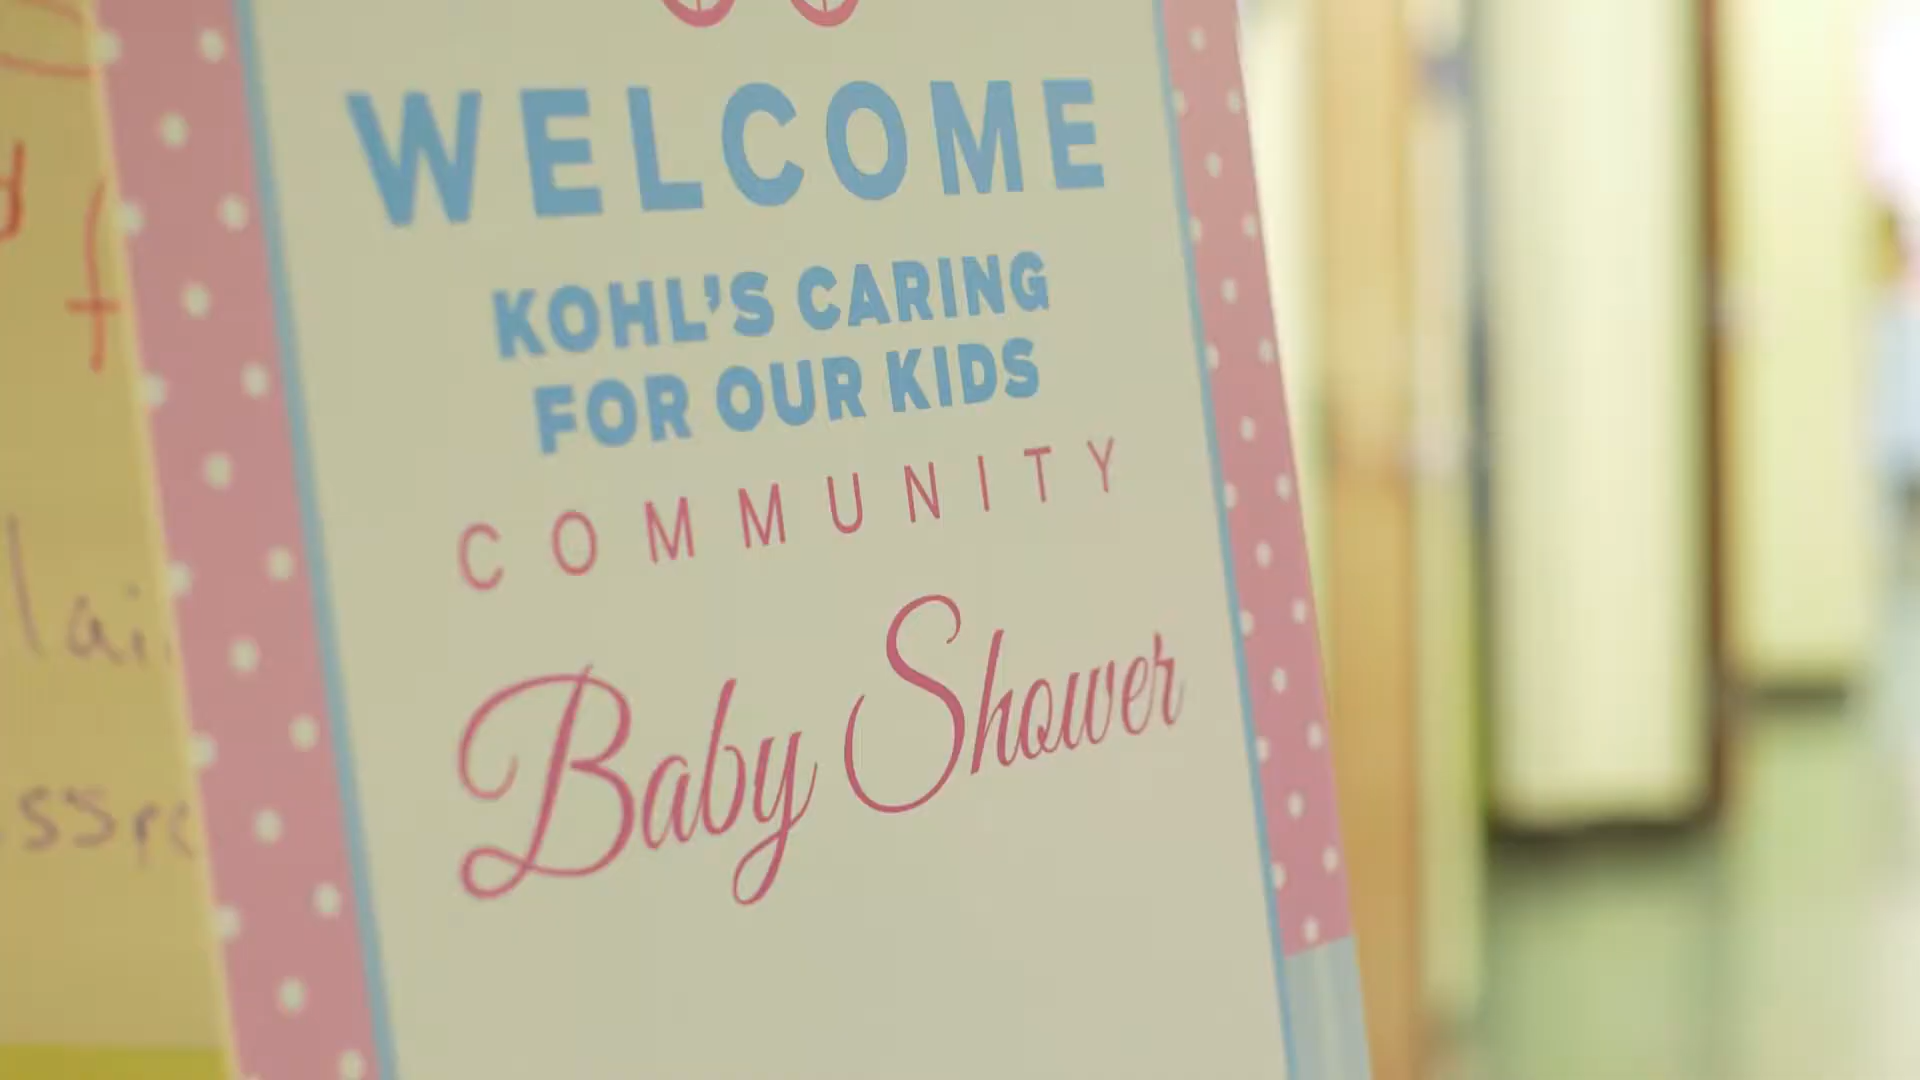 WELCOME
KOHL'S CARING
FOR OUR KIDS
COMMUNITY
Baby Shower